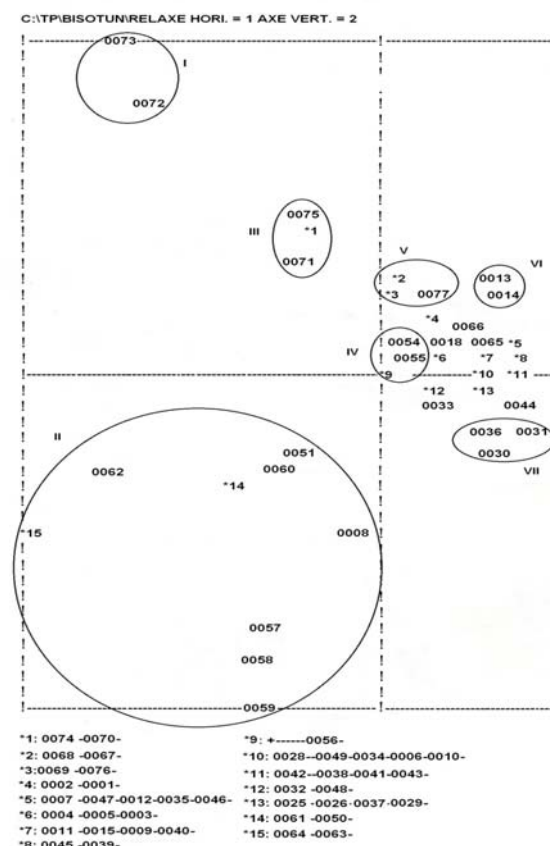 C:\TP\BISOTUN\RELAXE HORI. = 1 AXE VERT. = 2
0073
I
0072
0075
III *1
0071
V VI
*2 0013
*3 0077 0014
*4
0066
0054 0018 0065 *5
IV 0055 *6 *7 *8
*9 *10 *11
*12 *13
0033 0044
II 0036 0031
0051 0030
0062 0060 VII
*14
*15 0008
0057
0058
0059
*1: 0074 -0070-
*2: 0068 -0067-
*3:0069 -0076-
*4: 0002 -0001-
*5: 0007 -0047-0012-0035-0046-
*6: 0004 -0005-0003-
*7: 0011 -0015-0009-0040-
*8: 0045 -0039-
*9: +------0056-
*10: 0028--0049-0034-0006-0010-
*11: 0042--0038-0041-0043-
*12: 0032 -0048-
*13: 0025 -0026-0037-0029-
*14: 0061 -0050-
*15: 0064 -0063-